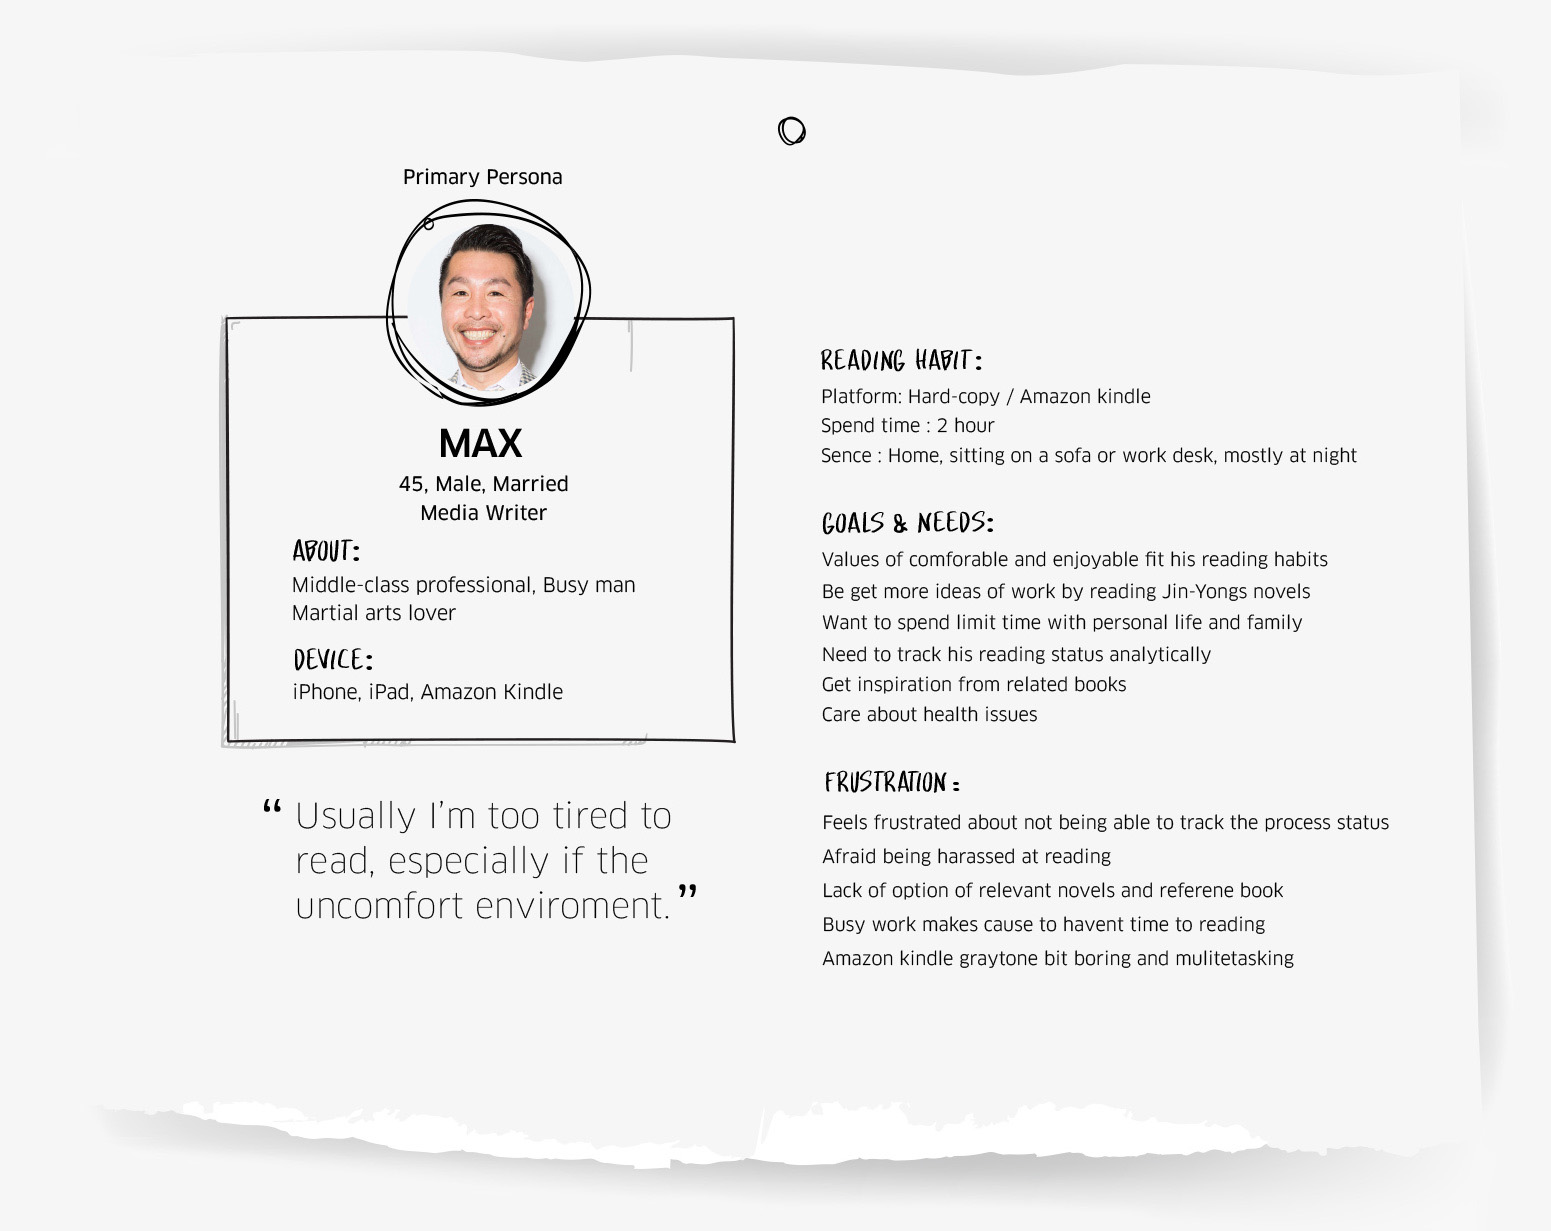 Primary Persona
MAX
45, Male, Married
Media Writer
ABOUT:
Middle-class professional, Busy man
Martial arts lover
DEVICE:
iPhone, iPad, Amazon Kindle
“ Usually I’m too tired to
read, especially if the
uncomfort enviroment. ”
READING HABIT:
Platform: Hard-copy / Amazon kindle
Spend time : 2 hour
Sence : Home, sitting on a sofa or work desk, mostly at night
GOALS & NEEDS:
Values of comforable and enjoyable fit his reading habits
Be get more ideas of work by reading Jin-Yongs novels
Want to spend limit time with personal life and family
Need to track his reading status analytically
Get inspiration from related books
Care about health issues
FRUSTRATION :
Feels frustrated about not being able to track the process status
Afraid being harassed at reading
Lack of option of relevant novels and referene book
Busy work makes cause to havent time to reading
Amazon kindle graytone bit boring and mulitetasking